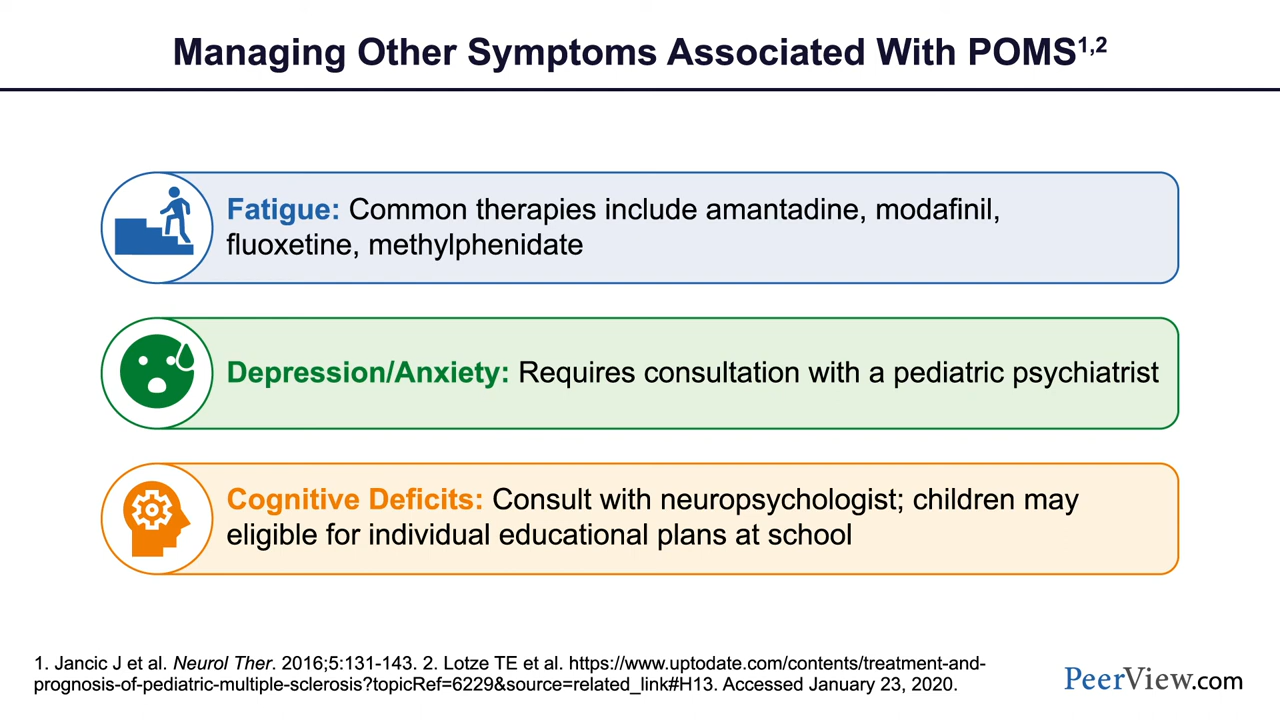 Managing Other Symptoms Associated With POMS1,2
Fatigue: Common therapies include amantadine, modafinil,
fluoxetine, methylphenidate
Depression/Anxiety: Requires consultation with a pediatric psychiatrist
Cognitive Deficits: Consult with neuropsychologist; children may
eligible for individual educational plans at school
1. Jancic J et al. Neurol Ther. 2016;5:131-143. 2. Lotze TE et al. https://www.uptodate.com/contents/treatment-and-
prognosis-of-pediatric-multiple-sclerosis?topicRef=6229&source=related_link#H13. Accessed January 23, 2020.
PeerView.com